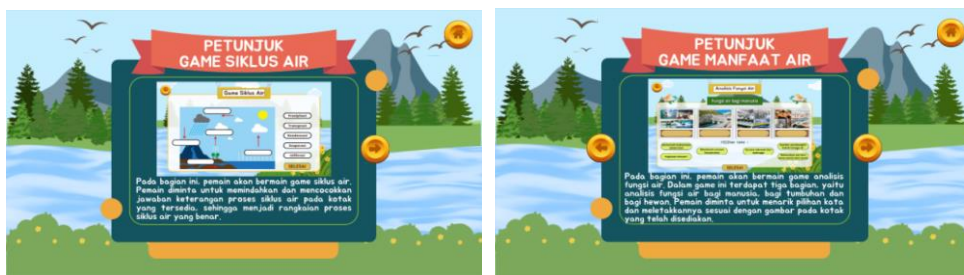 PETUNJUK
GAME SIKLUS AIR
Game Siklus Air
Pada bagian ini, pemain akan bermain game siklus air.
Pemain diminta untuk memindahkan dan mencocokkan
jawaban keterangan proses siklus air pada kotak
yang tersedia, sehingga menjadi rangkaian proses
siklus air yang benar.
PETUNJUK
GAME MANFAAT AIR
Analisis Fungsi Air
Fungsi air bagi manusia
Pada bagian ini, pemain akan bermain game analisis
fungsi air. Dalam game ini terdapat tiga bagian, yaitu
analisis fungsi air bagi manusia, bagi tumbuhan dan
bagi hewan. Pemain diminta untuk menarik pilihan kata
dan meletakkannya sesuai dengan gambar pada kotak
yang telah disediakan.